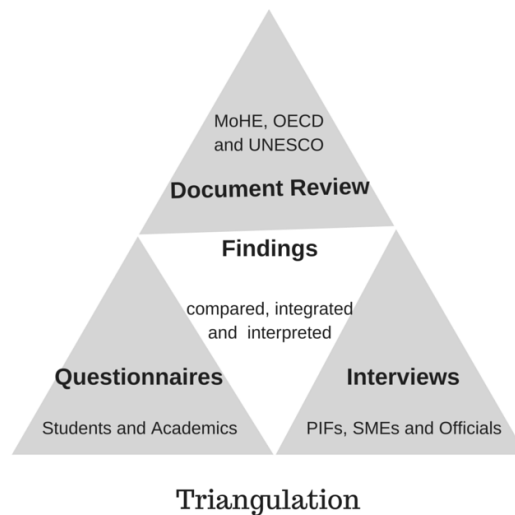 MoHE, OECD
and UNESCO
Document Review
Findings
compared, integrated
and interpreted
Questionnaires
Interviews
Students and Academics
PIFs, SMEs and Officials
Triangulation